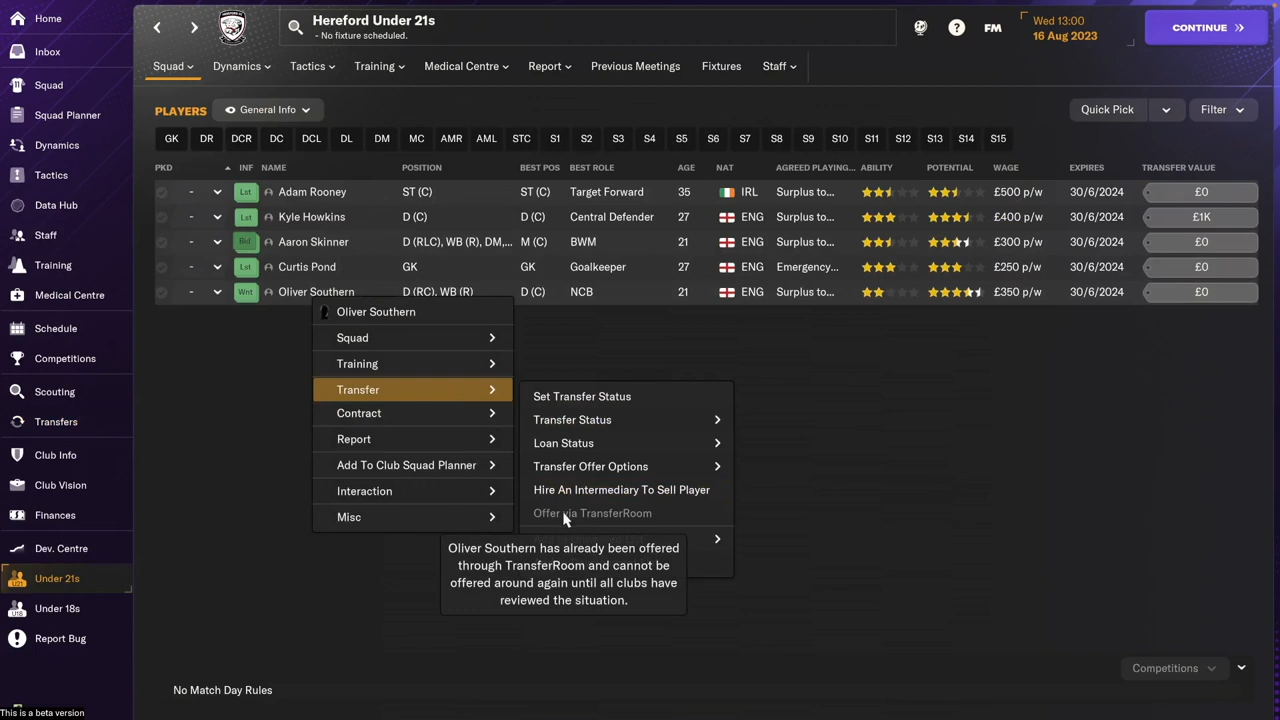 Home
Inbox
Squad
Squad Planner
Dynamics
Tactics
Data Hub
Staff
Training
Medical Centre
Schedule
Competitions
Scouting
Transfers
Club Info
Club Vision
Finances
Dev. Centre
Under 21s
Under 18s
Report Bug
This is a beta version
Hereford Under 21s
- No fixture scheduled.
FM
Wed 13:00
16 Aug 2023
CONTINUE
Squad Dynamics Tactics Training Medical Centre Report Previous Meetings Fixtures Staff
PLAYERS General Info Quick Pick Filter
GK DR DCR DC DCL DL DM MC AMR AML STC S1 S2 S3 S4 S5 S6 S7 S8 S9 S10 S11 S12 S13 S14 S15
PKD INF NAME POSITION BEST POS BEST ROLE AGE NAT AGREED PLAYING... ABILITY POTENTIAL WAGE EXPIRES TRANSFER VALUE
- Lst Adam Rooney ST (C) ST (C) Target Forward 35 IRL Surplus to... £500 p/w 30/6/2024 £0
- Lst Kyle Howkins D (C) D (C) Central Defender 27 ENG Surplus to... £400 p/w 30/6/2024 £1K
- Bid Aaron Skinner D (RLC), WB (R), DM,... M (C) BWM 21 ENG Surplus to... £300 p/w 30/6/2024 £0
- Lst Curtis Pond GK GK Goalkeeper 27 ENG Emergency... £250 p/w 30/6/2024 £0
- Wnt Oliver Southern D (RC), WB (R) D (C) NCB 21 ENG Surplus to... £350 p/w 30/6/2024 £0
Oliver Southern
Squad
Training
Transfer
Contract
Report
Add To Club Squad Planner
Interaction
Misc
Set Transfer Status
Transfer Status
Loan Status
Transfer Offer Options
Hire An Intermediary To Sell Player
Offer via TransferRoom
Oliver Southern has already been offered
through TransferRoom and cannot be
offered around again until all clubs have
reviewed the situation.
Competitions
No Match Day Rules